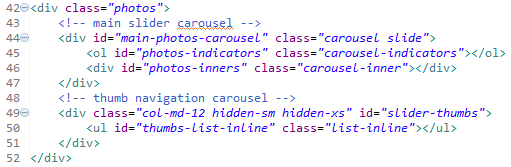 42 <div class="photos">
43 <!-- main slider carousel -->
44 <div id="main-photos-carousel" class="carousel slide">
45 <ol id="photos-indicators" class="carousel-indicators"></ol>
46 <div id="photos-inners" class="carousel-inner"></div>
47 </div>
48 <!-- thumb navigation carousel -->
49 <div class="col-md-12 hidden-sm hidden-xs" id="slider-thumbs">
50 <ul id="thumbs-list-inline" class="list-inline"></ul>
51 </div>
52 </div>